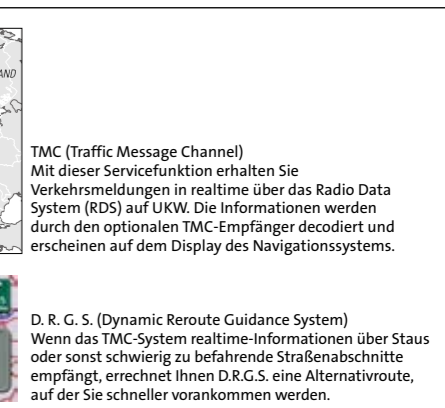 AND
TMC (Traffic Message Channel)
Mit dieser Servicefunktion erhalten Sie
Verkehrsmeldungen in realtime über das Radio Data
System (RDS) auf UKW. Die Informationen werden
durch den optionalen TMC-Empfänger decodiert und
erscheinen auf dem Display des Navigationssystems.
D. R. G. S. (Dynamic Reroute Guidance System)
Wenn das TMC-System realtime-Informationen über Staus
oder sonst schwierig zu befahrende Straßenabschnitte
empfängt, errechnet Ihnen D.R.G.S. eine Alternativroute,
auf der Sie schneller vorankommen werden.